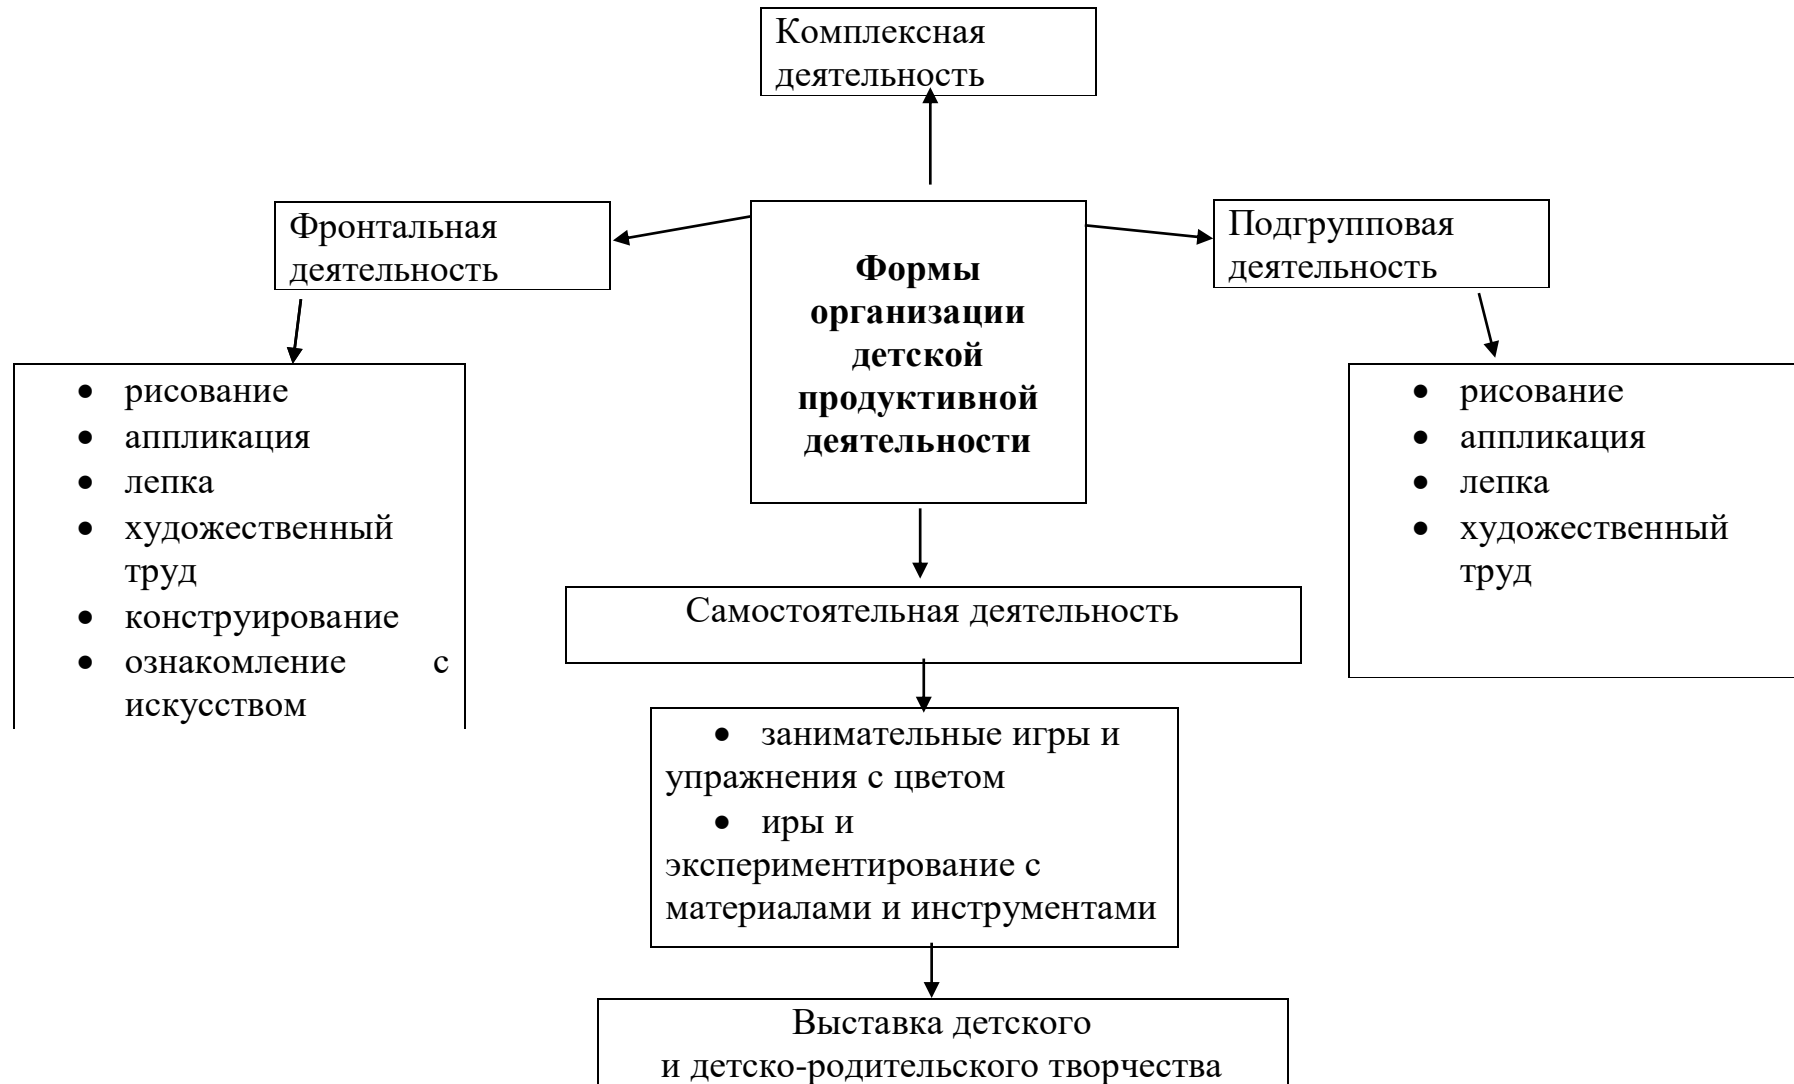 Комплексная
деятельность
Фронтальная
деятельность
Формы
организации
детской
продуктивной
деятельности
Подгрупповая
деятельность
• рисование
• аппликация
• лепка
• художественный
труд
• конструирование
• ознакомление с
искусством
• рисование
• аппликация
• лепка
• художественный
труд
Самостоятельная деятельность
• занимательные игры и
упражнения с цветом
• иры и
экспериментирование с
материалами и инструментами
Выставка детского
и детско-родительского творчества